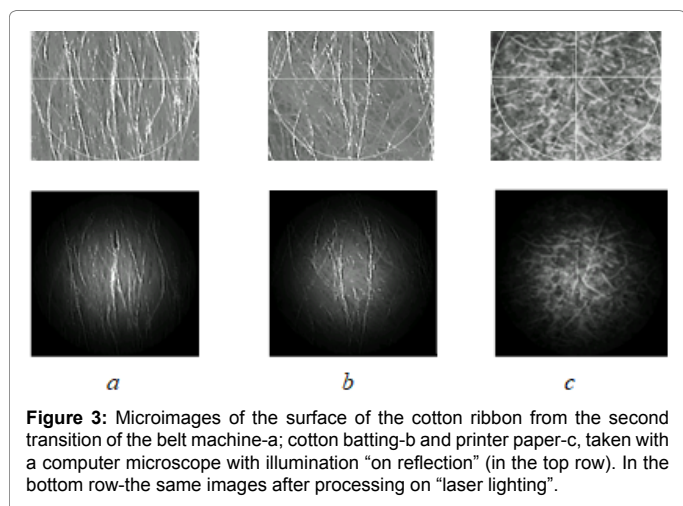 a b c
Figure 3: Microimages of the surface of the cotton ribbon from the second
transition of the belt machine-a; cotton batting-b and printer paper-c, taken with
a computer microscope with illumination “on reflection” (in the top row). In the
bottom row-the same images after processing on “laser lighting”.